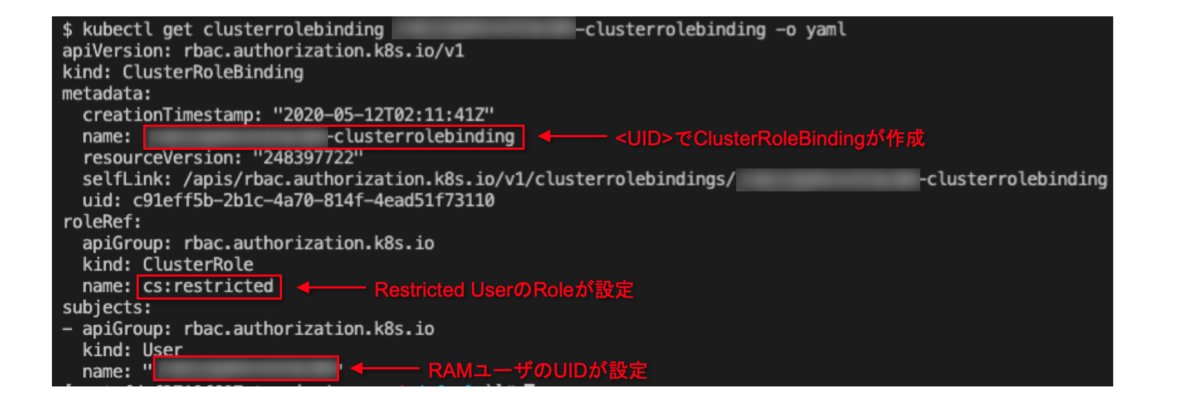 $ kubectl get clusterrolebinding -clusterrolebinding -o yaml
apiVersion: rbac.authorization.k8s.io/v1
kind: ClusterRoleBinding
metadata:
creationTimestamp: "2020-05-12T02:11:41Z"
name: -clusterrolebinding <UID>でClusterRoleBindingが作成
resourceVersion: "248397722"
selfLink: /apis/rbac.authorization.k8s.io/v1/clusterrolebindings/ -clusterrolebinding
uid: c91eff5b-2b1c-4a70-814f-4ead51f73110
roleRef:
apiGroup: rbac.authorization.k8s.io
kind: ClusterRole
name: cs:restricted Restricted UserのRoleが設定
subjects:
- apiGroup: rbac.authorization.k8s.io
kind: User
name: " " RAMユーザのUIDが設定